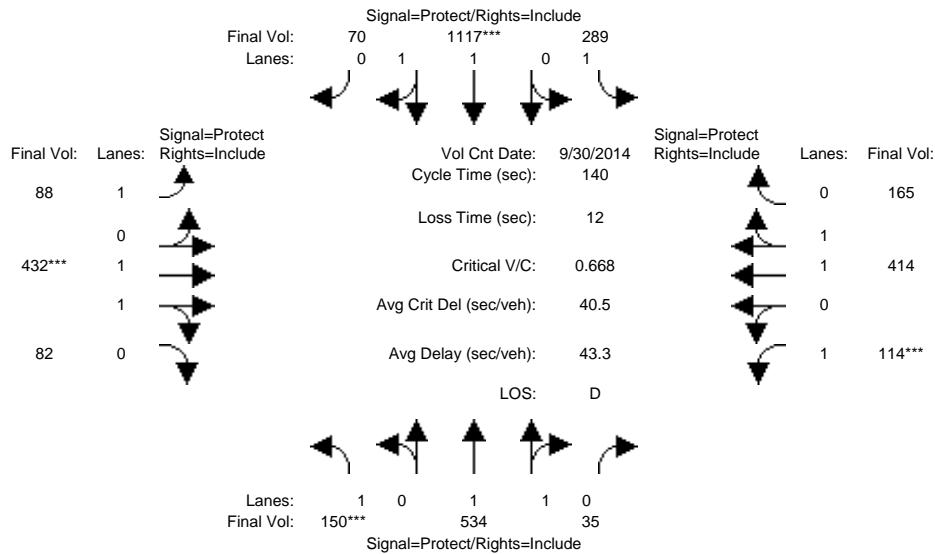 Signal=Protect/Rights=Include
Final Vol: 70 1117*** 289
Lanes: 0 1 1 0 1
Signal=Protect Signal=Protect
Final Vol: Lanes: Rights=Include Vol Cnt Date: 9/30/2014 Rights=Include Lanes: Final Vol:
Cycle Time (sec): 140
88 1 0 165
Loss Time (sec): 12
0 1
432*** 1 Critical V/C: 0.668 1 414
1 Avg Crit Del (sec/veh): 40.5 0
82 0 Avg Delay (sec/veh): 43.3 1 114***
LOS: D
Lanes: 1 0 1 1 0
Final Vol: 150*** 534 35
Signal=Protect/Rights=Include